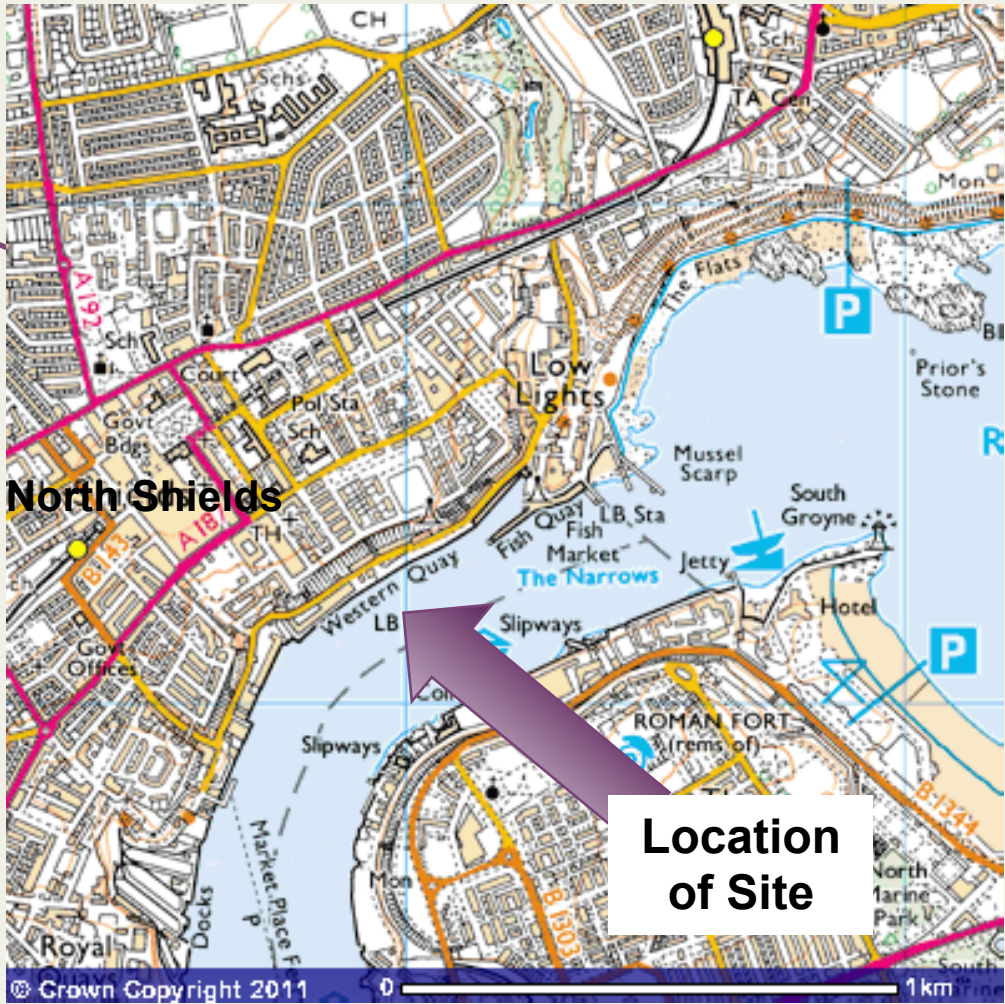 CH
Schs
Sch
TA Cen
Mon
A 192
The Flats
P
Sch
Court
Low
Lights
Prior's
Stone
Govt
Bdgs
Pol Sta
Sch
Mussel
Scarp
R
North Shields
A 187
TH
South
Groyne
Fish Quay
LB Sta
Fish
Market
Jetty
B 143
Western Quay
The Narrows
LB
Slipways
Hotel
Govt
Offices
P
Slipways
ROMAN FORT
(rems of)
B 1344
Location
of Site
Market Place
P
Mon
Docks
B 1303
North
Marine
Park
Royal
Quays
South
Marine
© Crown Copyright 2011
0
1km